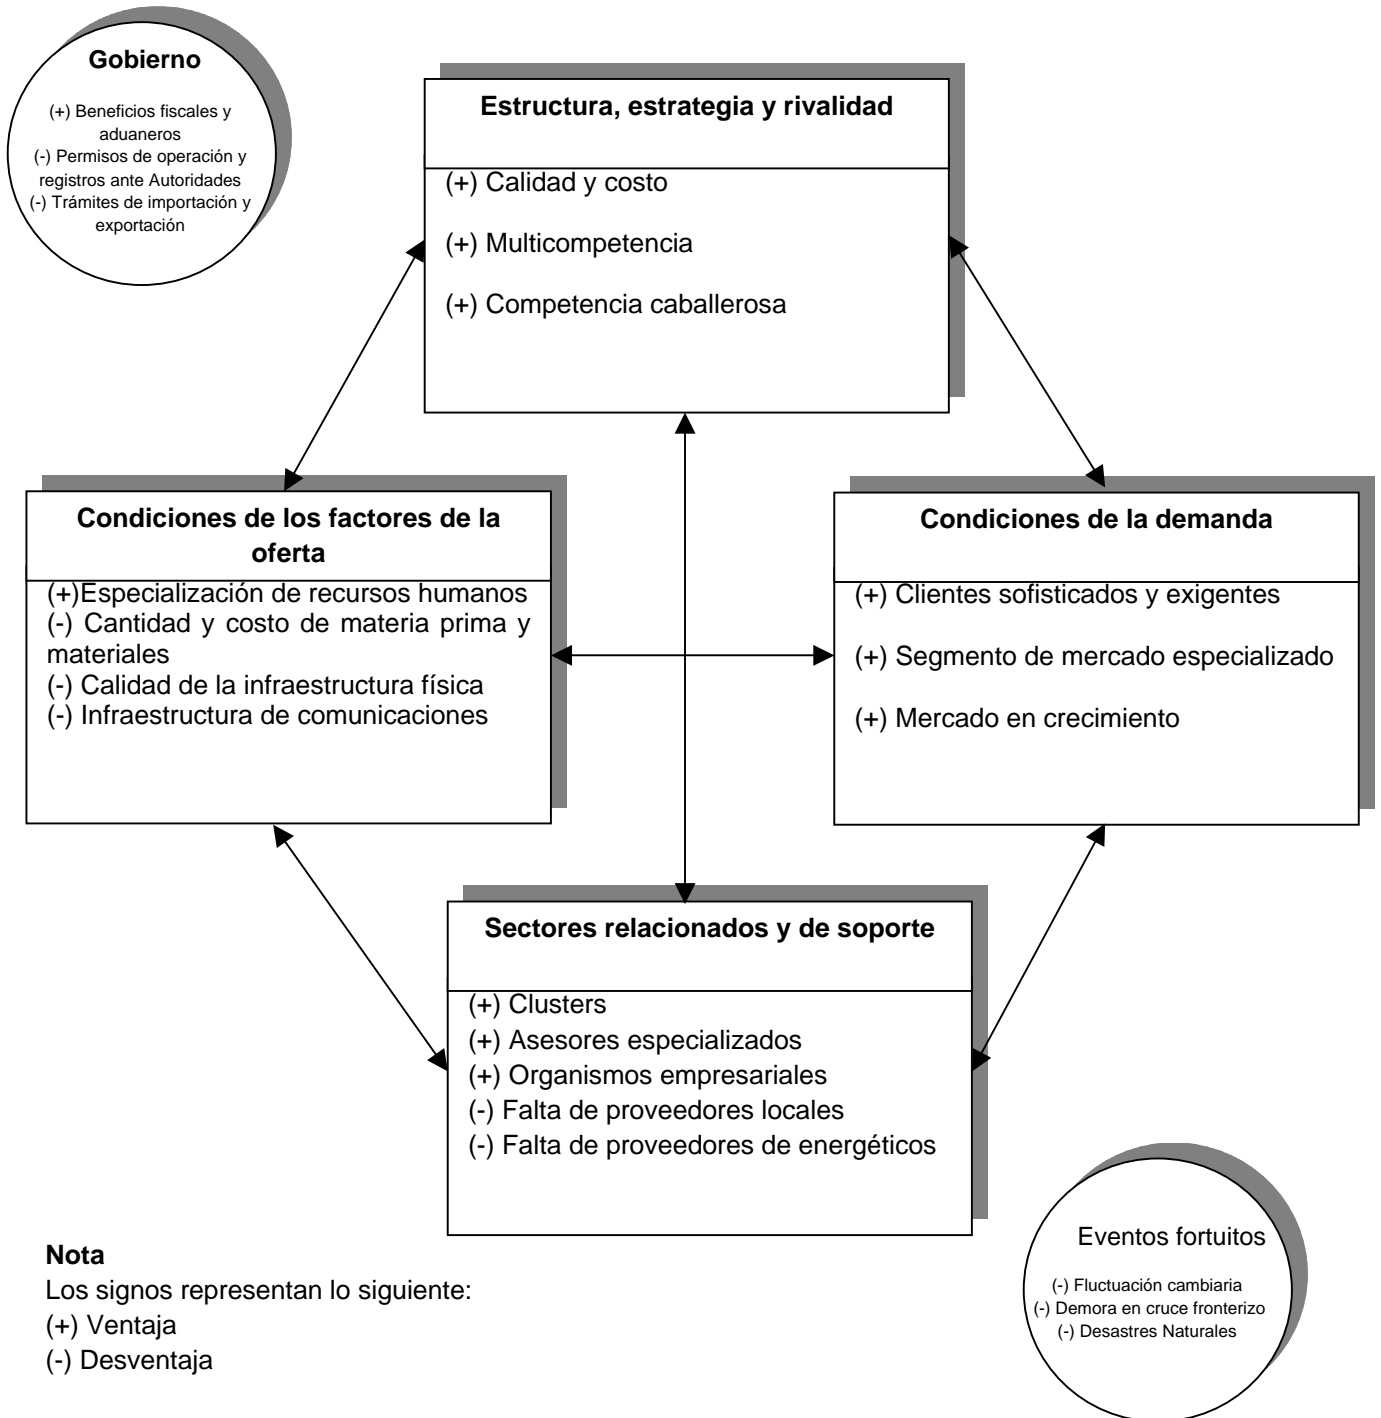 Gobierno
(+) Beneficios fiscales y
aduaneros
(-) Permisos de operación y
registros ante Autoridades
(-) Trámites de importación y
exportación
Estructura, estrategia y rivalidad
(+) Calidad y costo
(+) Multicompetencia
(+) Competencia caballerosa
Condiciones de los factores de la
oferta
(+)Especialización de recursos humanos
(-) Cantidad y costo de materia prima y
materiales
(-) Calidad de la infraestructura física
(-) Infraestructura de comunicaciones
Condiciones de la demanda
(+) Clientes sofisticados y exigentes
(+) Segmento de mercado especializado
(+) Mercado en crecimiento
Sectores relacionados y de soporte
(+) Clusters
(+) Asesores especializados
(+) Organismos empresariales
(-) Falta de proveedores locales
(-) Falta de proveedores de energéticos
Eventos fortuitos
(-) Fluctuación cambiaria
(-) Demora en cruce fronterizo
(-) Desastres Naturales
Nota
Los signos representan lo siguiente:
(+) Ventaja
(-) Desventaja